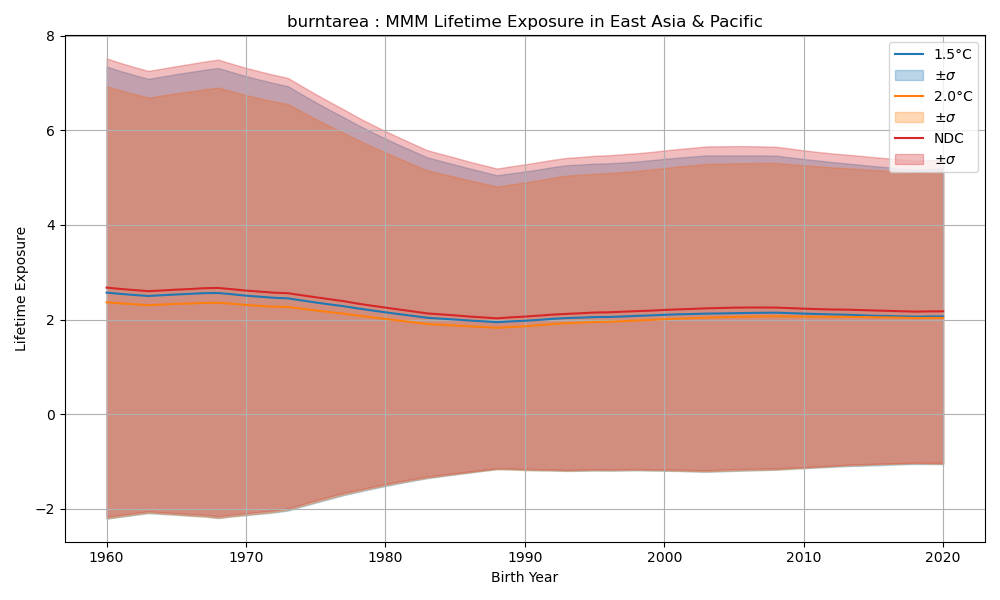 burntarea : MMM Lifetime Exposure in East Asia & Pacific
8
6
4
2
0
−2
Lifetime Exposure
1.5°C
±σ
2.0°C
±σ
NDC
±σ
1960 1970 1980 1990 2000 2010 2020
Birth Year